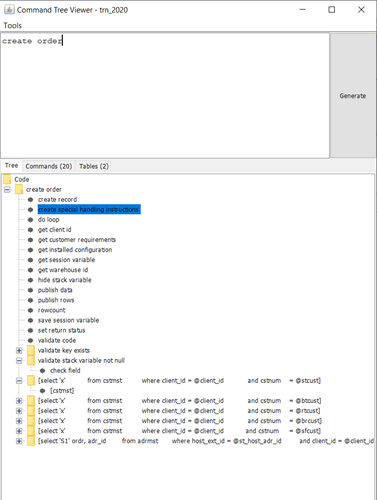 Command Tree Viewer - trn_2020
Tools
create order
Generate
Tree Commands (20) Tables (2)
Code
create order
create record
create special handling instructions
do loop
get client id
get customer requirements
get installed configuration
get session variable
get warehouse id
hide stack variable
publish data
publish rows
rowcount
save session variable
set return status
validate code
validate key exists
validate stack variable not null
check field
[select 'x' from cstmst where client_id = @client_id and cstnum = @stcust]
[cstmst]
[select 'x' from cstmst where client_id = @client_id and cstnum = @btcust]
[select 'x' from cstmst where client_id = @client_id and cstnum = @rtcust]
[select 'x' from cstmst where client_id = @client_id and cstnum = @brcust]
[select 'x' from cstmst where client_id = @client_id and cstnum = @sfcust]
[select 'S1' ordr, adr_id from adrmst where host_ext_id = @st_host_adr and client_id = @client_id